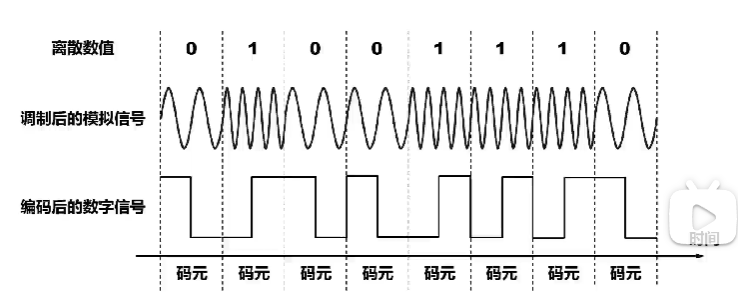 离散数值 0 1 0 0 1 1 1 0
调制后的模拟信号
编码后的数字信号
时间
码元 码元 码元 码元 码元 码元 码元 码元